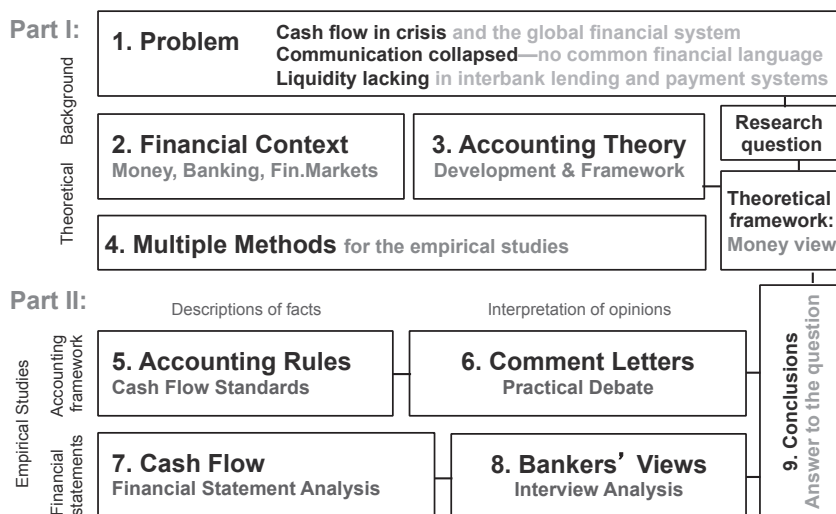 Part I:
1. Problem
Cash flow in crisis and the global financial system
Communication collapsed—no common financial language
Liquidity lacking in interbank lending and payment systems
Theoretical Background
Research
question
2. Financial Context
Money, Banking, Fin.Markets
3. Accounting Theory
Development & Framework
Theoretical
framework:
Money view
4. Multiple Methods for the empirical studies
Part II:
Descriptions of facts
Interpretation of opinions
Empirical Studies
Accounting
framework
5. Accounting Rules
Cash Flow Standards
6. Comment Letters
Practical Debate
9. Conclusions
Answer to the question
Financial
statements
7. Cash Flow
Financial Statement Analysis
8. Bankers’ Views
Interview Analysis